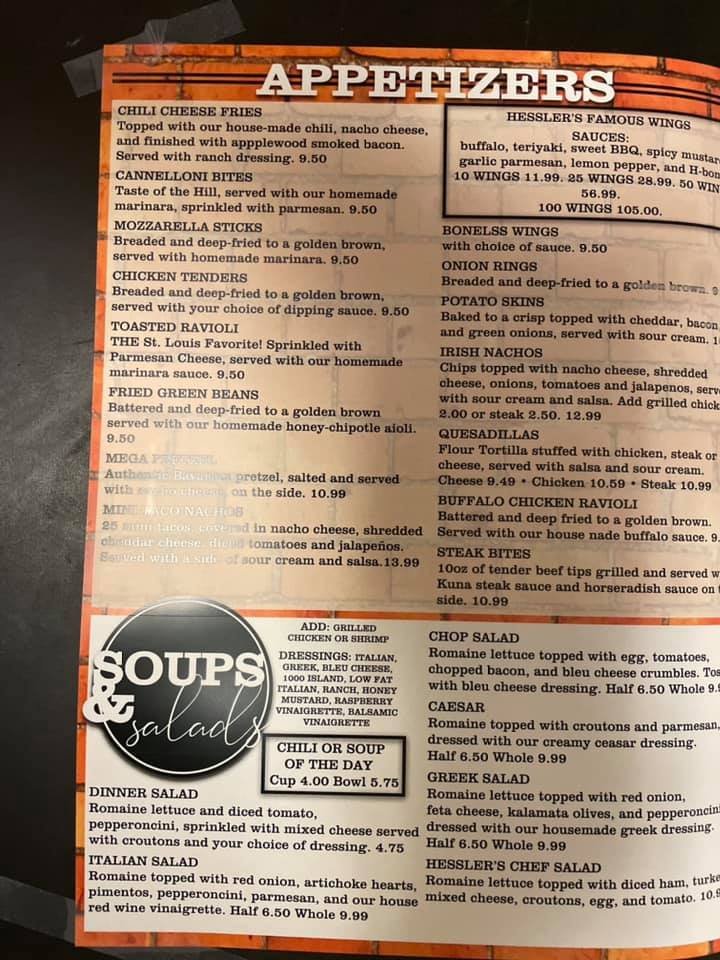 APPETIZERS
CHILI CHEESE FRIES
Topped with our house-made chili, nacho cheese,
and finished with appplewood smoked bacon.
Served with ranch dressing. 9.50
CANNELLONI BITES
Taste of the Hill, served with our homemade
marinara, sprinkled with parmesan. 9.50
MOZZARELLA STICKS
Breaded and deep-fried to a golden brown,
served with homemade marinara. 9.50
CHICKEN TENDERS
Breaded and deep-fried to a golden brown,
served with your choice of dipping sauce. 9.50
TOASTED RAVIOLI
THE St. Louis Favorite! Sprinkled with
Parmesan Cheese, served with our homemade
marinara sauce. 9.50
FRIED GREEN BEANS
Battered and deep-fried to a golden brown
served with our homemade honey-chipotle aioli.
9.50
MEGA PRETZEL
Authentic Bavarian pretzel, salted and served
with nacho cheese on the side. 10.99
MINI TACO NACHOS
25 mini tacos, covered in nacho cheese, shredded
cheddar cheese, diced tomatoes and jalapeños.
Served with a side of sour cream and salsa.13.99
HESSLER'S FAMOUS WINGS
SAUCES:
buffalo, teriyaki, sweet BBQ, spicy mustar
garlic parmesan, lemon pepper, and H-bon
10 WINGS 11.99. 25 WINGS 28.99. 50 WIN
56.99.
100 WINGS 105.00.
BONELSS WINGS
with choice of sauce. 9.50
ONION RINGS
Breaded and deep-fried to a golden brown. 9
POTATO SKINS
Baked to a crisp topped with cheddar, bacon
and green onions, served with sour cream. 1
IRISH NACHOS
Chips topped with nacho cheese, shredded
cheese, onions, tomatoes and jalapenos, serv
with sour cream and salsa. Add grilled chick
2.00 or steak 2.50. 12.99
QUESADILLAS
Flour Tortilla stuffed with chicken, steak or
cheese, served with salsa and sour cream.
Cheese 9.49 • Chicken 10.59 • Steak 10.99
BUFFALO CHICKEN RAVIOLI
Battered and deep fried to a golden brown.
Served with our house nade buffalo sauce. 9.
STEAK BITES
10oz of tender beef tips grilled and served w
Kuna steak sauce and horseradish sauce on t
side. 10.99
SOUPS
& salads
ADD: GRILLED
CHICKEN OR SHRIMP
DRESSINGS: ITALIAN,
GREEK, BLEU CHEESE,
1000 ISLAND, LOW FAT
ITALIAN, RANCH, HONEY
MUSTARD, RASPBERRY
VINAIGRETTE, BALSAMIC
VINAIGRETTE
CHILI OR SOUP
OF THE DAY
Cup 4.00 Bowl 5.75
DINNER SALAD
Romaine lettuce and diced tomato,
pepperoncini, sprinkled with mixed cheese served
with croutons and your choice of dressing. 4.75
ITALIAN SALAD
Romaine topped with red onion, artichoke hearts,
pimentos, pepperoncini, parmesan, and our house
red wine vinaigrette. Half 6.50 Whole 9.99
CHOP SALAD
Romaine lettuce topped with egg, tomatoes,
chopped bacon, and bleu cheese crumbles. Tos
with bleu cheese dressing. Half 6.50 Whole 9.9
CAESAR
Romaine topped with croutons and parmesan,
dressed with our creamy ceasar dressing.
Half 6.50 Whole 9.99
GREEK SALAD
Romaine lettuce topped with red onion,
feta cheese, kalamata olives, and pepperoncini
dressed with our housemade greek dressing.
Half 6.50 Whole 9.99
HESSLER'S CHEF SALAD
Romaine lettuce topped with diced ham, turke
mixed cheese, croutons, egg, and tomato. 10.9